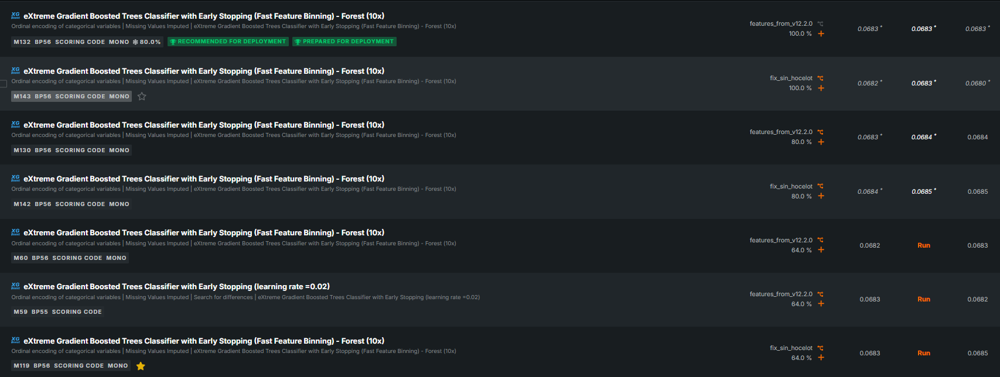 XG Boost eXtreme Gradient Boosted Trees Classifier with Early Stopping (Fast Feature Binning) - Forest (10x)
Ordinal encoding of categorical variables | Missing Values Imputed | eXtreme Gradient Boosted Trees Classifier with Early Stopping (Fast Feature Binning) - Forest (10x)
M132 BP56 SCORING CODE MONO ❄ 80.0% RECOMMENDED FOR DEPLOYMENT PREPARED FOR DEPLOYMENT
features_from_v12.2.0
100.0 % +
0.0683 * 0.0683 * 0.0683 *
XG Boost eXtreme Gradient Boosted Trees Classifier with Early Stopping (Fast Feature Binning) - Forest (10x)
Ordinal encoding of categorical variables | Missing Values Imputed | eXtreme Gradient Boosted Trees Classifier with Early Stopping (Fast Feature Binning) - Forest (10x)
M143 BP56 SCORING CODE MONO
fix_sin_hocelot
100.0 % +
0.0682 * 0.0683 * 0.0680 *
XG Boost eXtreme Gradient Boosted Trees Classifier with Early Stopping (Fast Feature Binning) - Forest (10x)
Ordinal encoding of categorical variables | Missing Values Imputed | eXtreme Gradient Boosted Trees Classifier with Early Stopping (Fast Feature Binning) - Forest (10x)
M130 BP56 SCORING CODE MONO
features_from_v12.2.0
80.0 % +
0.0683 * 0.0684 * 0.0684
XG Boost eXtreme Gradient Boosted Trees Classifier with Early Stopping (Fast Feature Binning) - Forest (10x)
Ordinal encoding of categorical variables | Missing Values Imputed | eXtreme Gradient Boosted Trees Classifier with Early Stopping (Fast Feature Binning) - Forest (10x)
M142 BP56 SCORING CODE MONO
fix_sin_hocelot
80.0 % +
0.0684 * 0.0685 * 0.0685
XG Boost eXtreme Gradient Boosted Trees Classifier with Early Stopping (Fast Feature Binning) - Forest (10x)
Ordinal encoding of categorical variables | Missing Values Imputed | eXtreme Gradient Boosted Trees Classifier with Early Stopping (Fast Feature Binning) - Forest (10x)
M60 BP56 SCORING CODE MONO
features_from_v12.2.0
64.0 % +
0.0682 Run 0.0683
XG Boost eXtreme Gradient Boosted Trees Classifier with Early Stopping (learning rate =0.02)
Ordinal encoding of categorical variables | Missing Values Imputed | Search for differences | eXtreme Gradient Boosted Trees Classifier with Early Stopping (learning rate =0.02)
M59 BP55 SCORING CODE
features_from_v12.2.0
64.0 % +
0.0683 Run 0.0682
XG Boost eXtreme Gradient Boosted Trees Classifier with Early Stopping (Fast Feature Binning) - Forest (10x)
Ordinal encoding of categorical variables | Missing Values Imputed | eXtreme Gradient Boosted Trees Classifier with Early Stopping (Fast Feature Binning) - Forest (10x)
M119 BP56 SCORING CODE MONO
fix_sin_hocelot
64.0 % +
0.0683 Run 0.0685